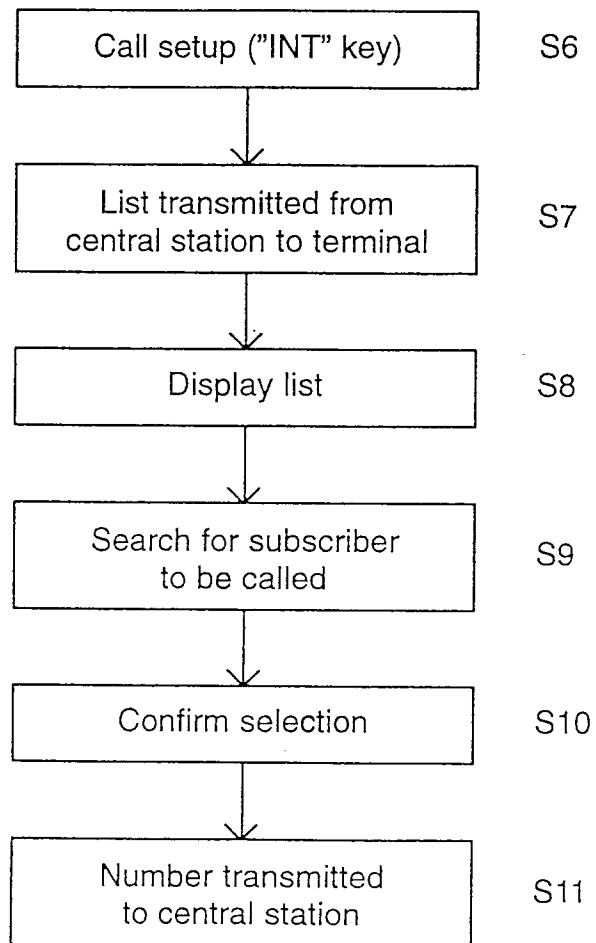 Call setup ("INT" key) S6
List transmitted from
central station to terminal
S7
Display list S8
Search for subscriber
to be called
S9
Confirm selection S10
Number transmitted
to central station
S11